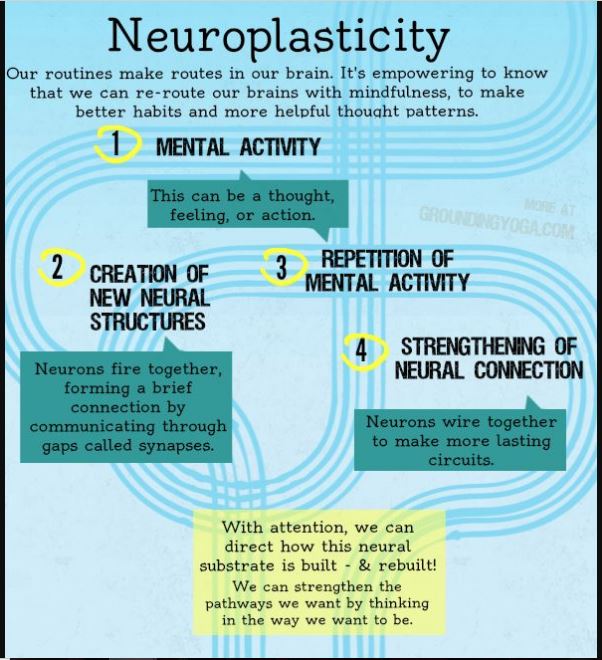 Neuroplasticity
Our routines make routes in our brain. It's empowering to know
that we can re-route our brains with mindfulness, to make
better habits and more helpful thought patterns.
1 MENTAL ACTIVITY
This can be a thought,
feeling, or action.
MORE AT
GROUNDINGYOGA.COM
2 CREATION OF
NEW NEURAL
STRUCTURES
Neurons fire together,
forming a brief
connection by
communicating through
gaps called synapses.
3 REPETITION OF
MENTAL ACTIVITY
4 STRENGTHENING OF
NEURAL CONNECTION
Neurons wire together
to make more lasting
circuits.
With attention, we can
direct how this neural
substrate is built - & rebuilt!
We can strengthen the
pathways we want by thinking
in the way we want to be.